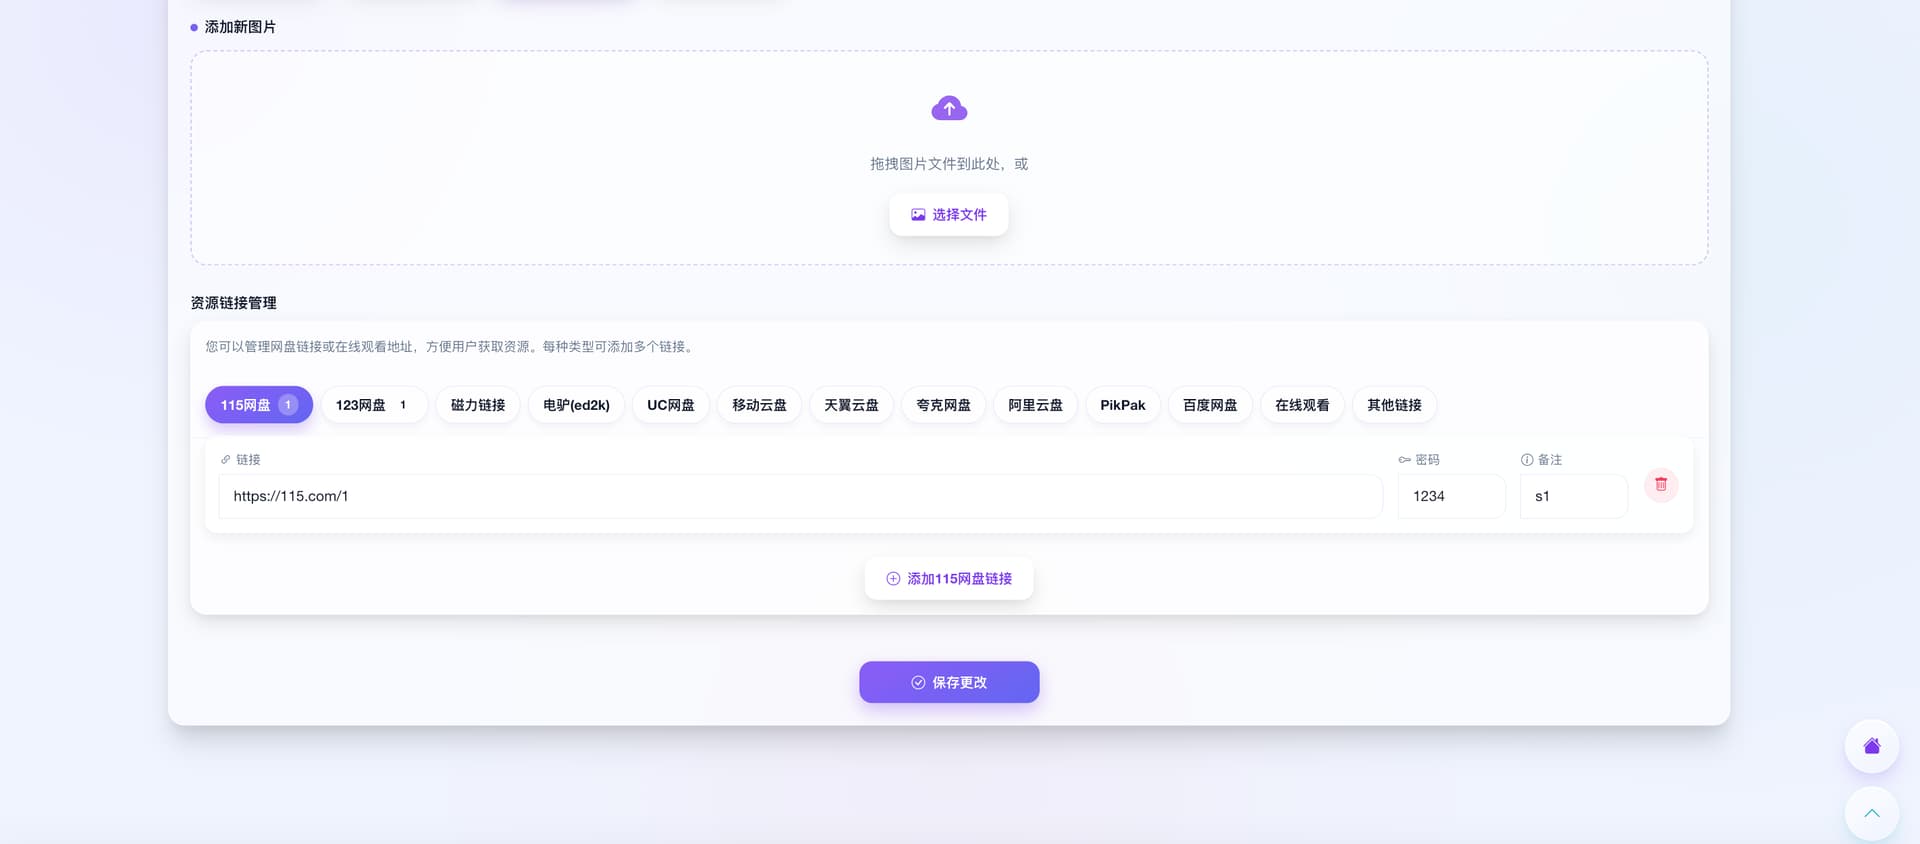 添加新图片
拖拽图片文件到此处，或
选择文件
资源链接管理
您可以管理网盘链接或在线观看地址，方便用户获取资源。每种类型可添加多个链接。
115网盘 1 123网盘 1 磁力链接 电驴(ed2k) UC网盘 移动云盘 天翼云盘 夸克网盘 阿里云盘 PikPak 百度网盘 在线观看 其他链接
链接 密码 备注
https://115.com/1 1234 s1
添加115网盘链接
保存更改